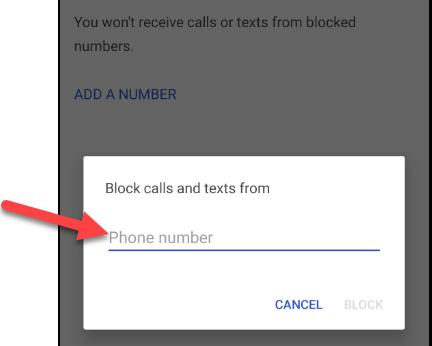 You won't receive calls or texts from blocked
numbers.
ADD A NUMBER
Block calls and texts from
Phone number
CANCEL
BLOCK